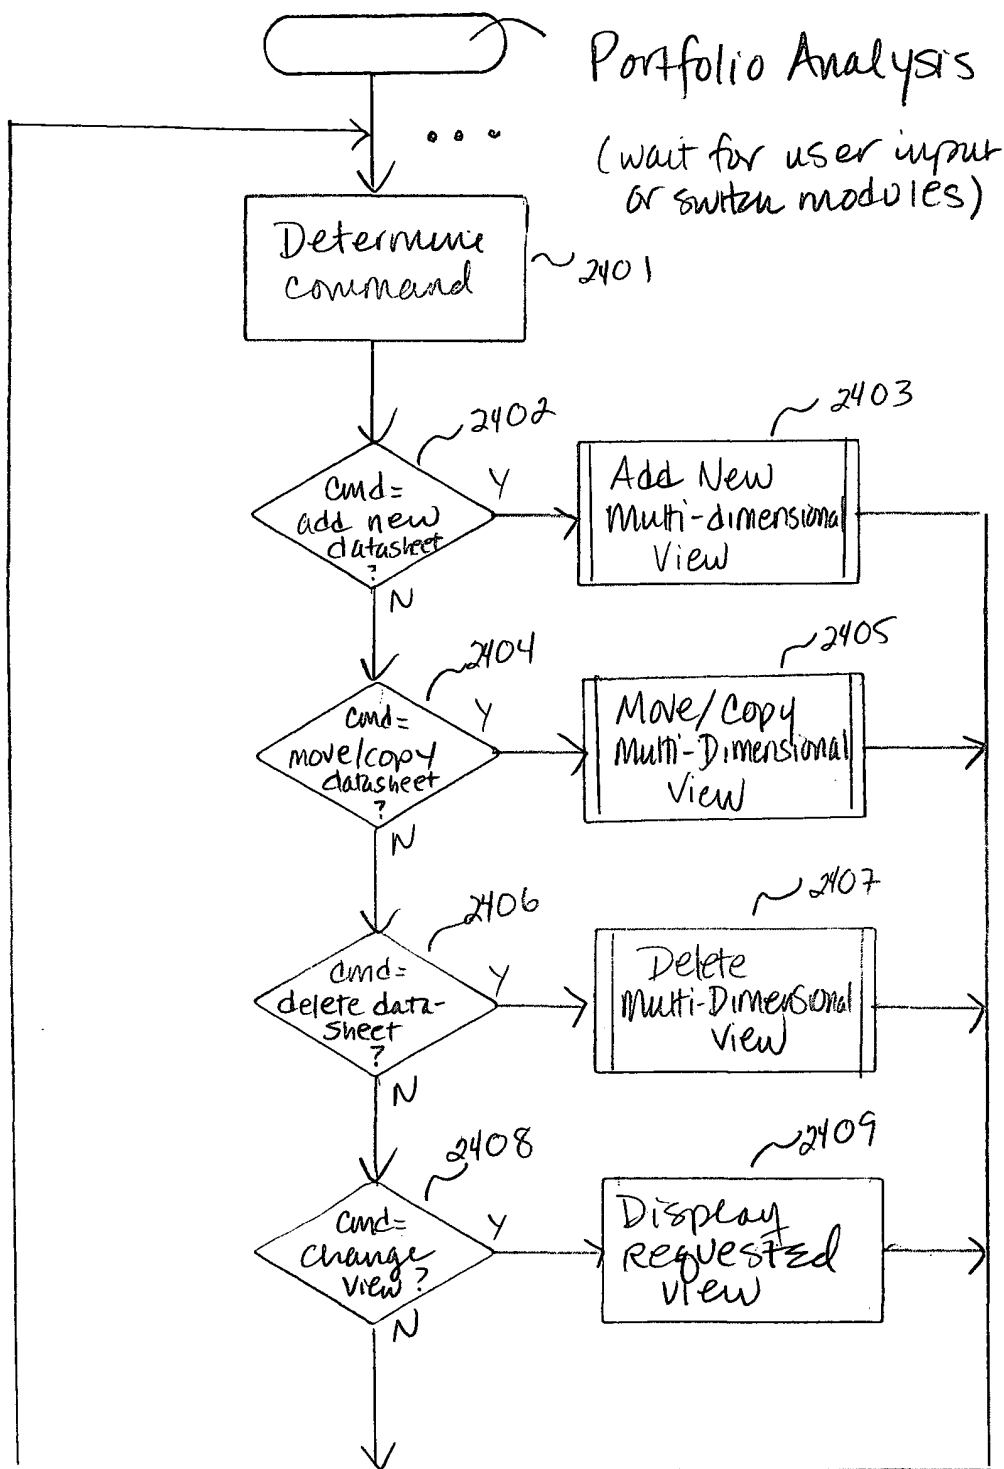 Portfolio Analysis
(wait for user input
or switch modules)
Determine
command
2401
2402
cmd=
add new
datasheet
?
Y
N
2403
Add New
Multi-dimensional
View
2404
cmd=
move/copy
datasheet
?
Y
N
2405
Move/Copy
Multi-Dimensional
View
2406
cmd=
delete data-
sheet
?
Y
N
2407
Delete
Multi-Dimensional
View
2408
cmd=
change
view?
Y
N
2409
Display
requested
view